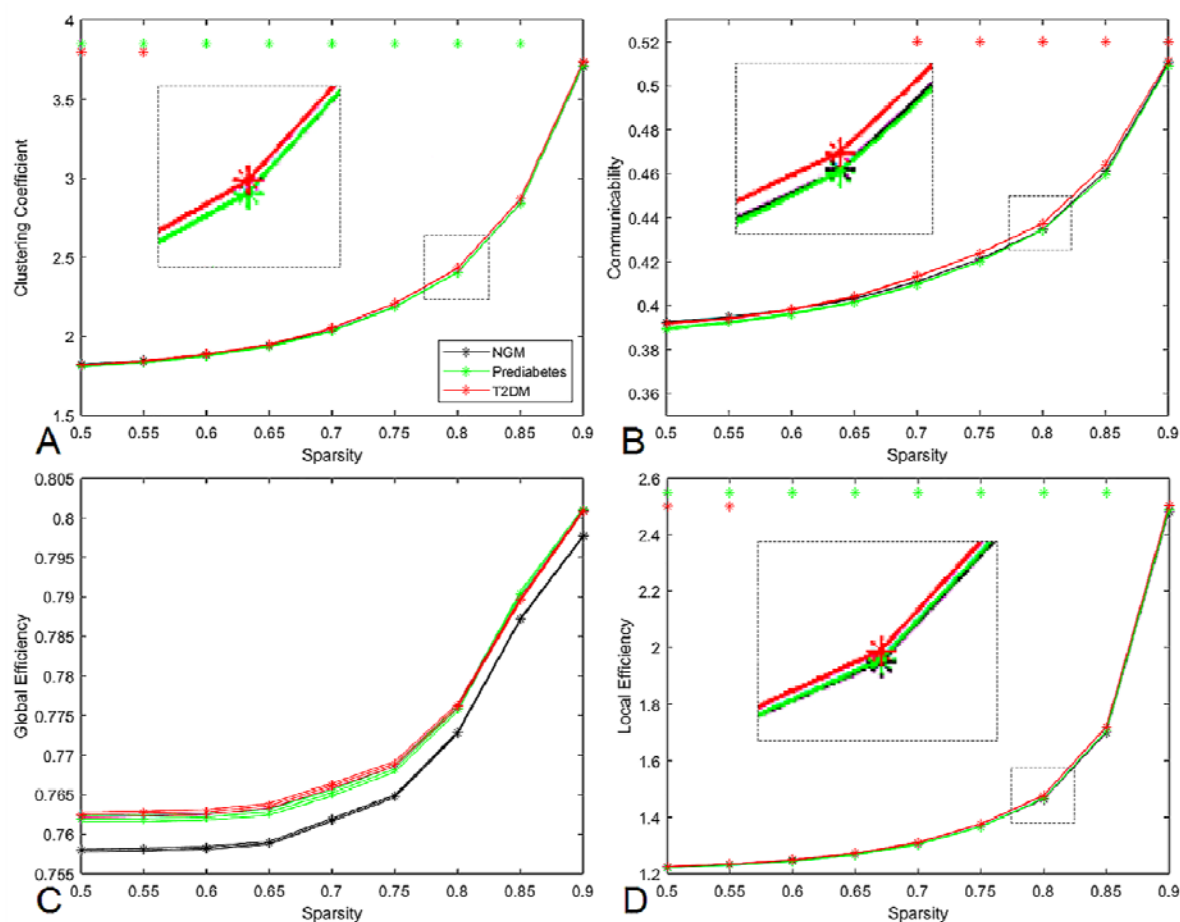 4
3.5
3
2.5
2
1.5
Clustering Coefficient
NGM
Prediabetes
T2DM
0.5 0.55 0.6 0.65 0.7 0.75 0.8 0.85 0.9
Sparsity
A
0.52
0.5
0.48
0.46
0.44
0.42
0.4
0.38
0.36
Communicability
0.5 0.55 0.6 0.65 0.7 0.75 0.8 0.85 0.9
Sparsity
B
0.805
0.8
0.795
0.79
0.785
0.78
0.775
0.77
0.765
0.76
0.755
Global Efficiency
0.5 0.55 0.6 0.65 0.7 0.75 0.8 0.85 0.9
Sparsity
C
2.6
2.4
2.2
2
1.8
1.6
1.4
1.2
Local Efficiency
0.5 0.55 0.6 0.65 0.7 0.75 0.8 0.85 0.9
Sparsity
D